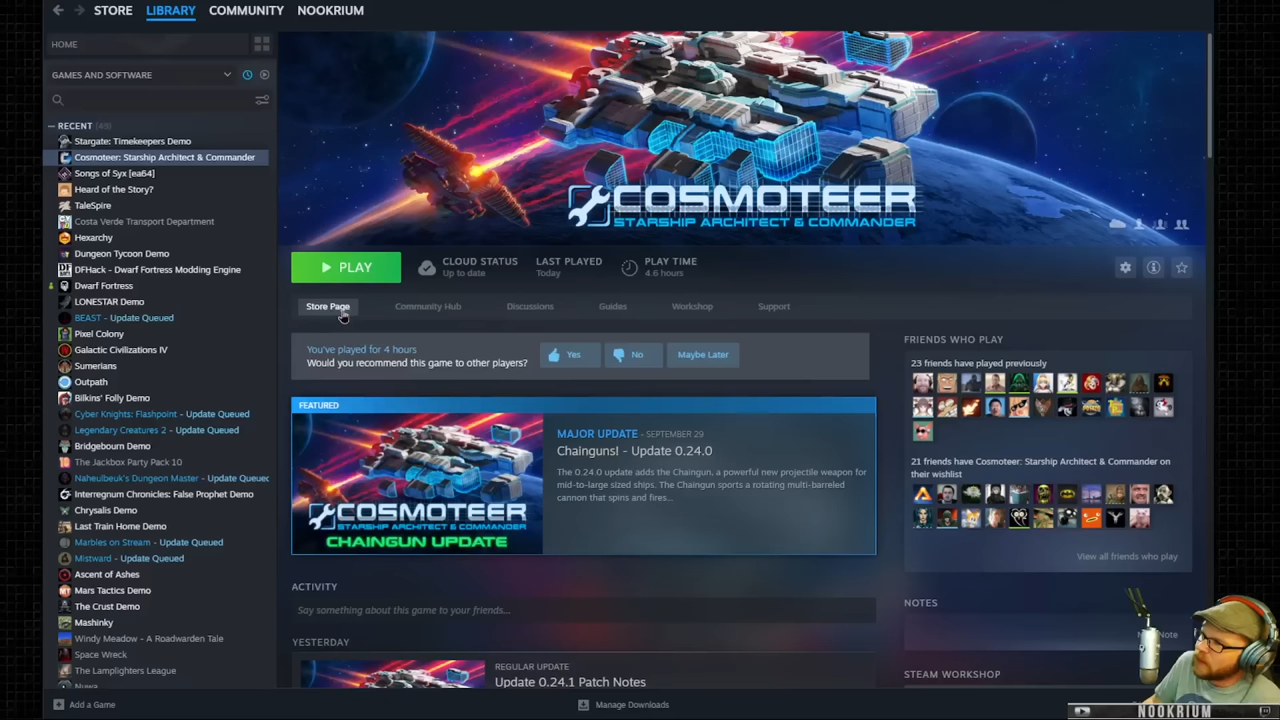 STORE
LIBRARY
COMMUNITY
NOOKRIUM
HOME
GAMES AND SOFTWARE
RECENT (49)
Stargate: Timekeepers Demo
Cosmoteer: Starship Architect & Commander
Songs of Syx [ea64]
Heard of the Story?
TaleSpire
Costa Verde Transport Department
Hexarchy
Dungeon Tycoon Demo
DFHack - Dwarf Fortress Modding Engine
Dwarf Fortress
LONESTAR Demo
BEAST - Update Queued
Pixel Colony
Galactic Civilizations IV
Sumerians
Outpath
Bilkins' Folly Demo
Cyber Knights: Flashpoint - Update Queued
Legendary Creatures 2 - Update Queued
Bridgebourn Demo
The Jackbox Party Pack 10
Naheulbeuk's Dungeon Master - Update Queued
Interregnum Chronicles: False Prophet Demo
Chrysalis Demo
Last Train Home Demo
Marbles on Stream - Update Queued
Mistward - Update Queued
Ascent of Ashes
Mars Tactics Demo
The Crust Demo
Mashinky
Windy Meadow - A Roadwarden Tale
Space Wreck
The Lamplighters League
Add a Game
COSMOTEER
STARSHIP ARCHITECT & COMMANDER
PLAY
CLOUD STATUS
Up to date
LAST PLAYED
Today
PLAY TIME
4.6 hours
Store Page
Community Hub
Discussions
Guides
Workshop
Support
You've played for 4 hours
Would you recommend this game to other players?
Yes
No
Maybe Later
FEATURED
COSMOTEER
STARSHIP ARCHITECT & COMMANDER
CHAINGUN UPDATE
MAJOR UPDATE - SEPTEMBER 29
Chainguns! - Update 0.24.0
The 0.24.0 update adds the Chaingun, a powerful new projectile weapon for
mid-to-large sized ships. The Chaingun sports a rotating multi-barreled
cannon that spins and fires...
ACTIVITY
Say something about this game to your friends...
YESTERDAY
REGULAR UPDATE
Update 0.24.1 Patch Notes
FRIENDS WHO PLAY
23 friends have played previously
21 friends have Cosmoteer: Starship Architect & Commander on
their wishlist
View all friends who play
NOTES
Note
STEAM WORKSHOP
Manage Downloads
NOOKRIUM